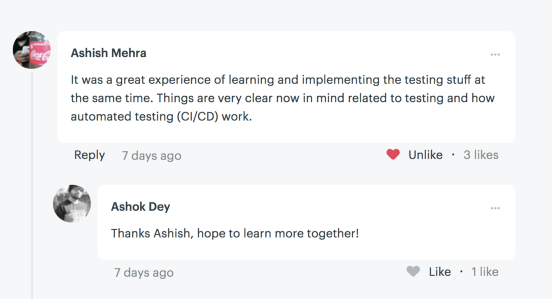 Ashish Mehra
It was a great experience of learning and implementing the testing stuff at
the same time. Things are very clear now in mind related to testing and how
automated testing (CI/CD) work.
Reply 7 days ago Unlike · 3 likes
Ashok Dey
Thanks Ashish, hope to learn more together!
7 days ago Like · 1 like